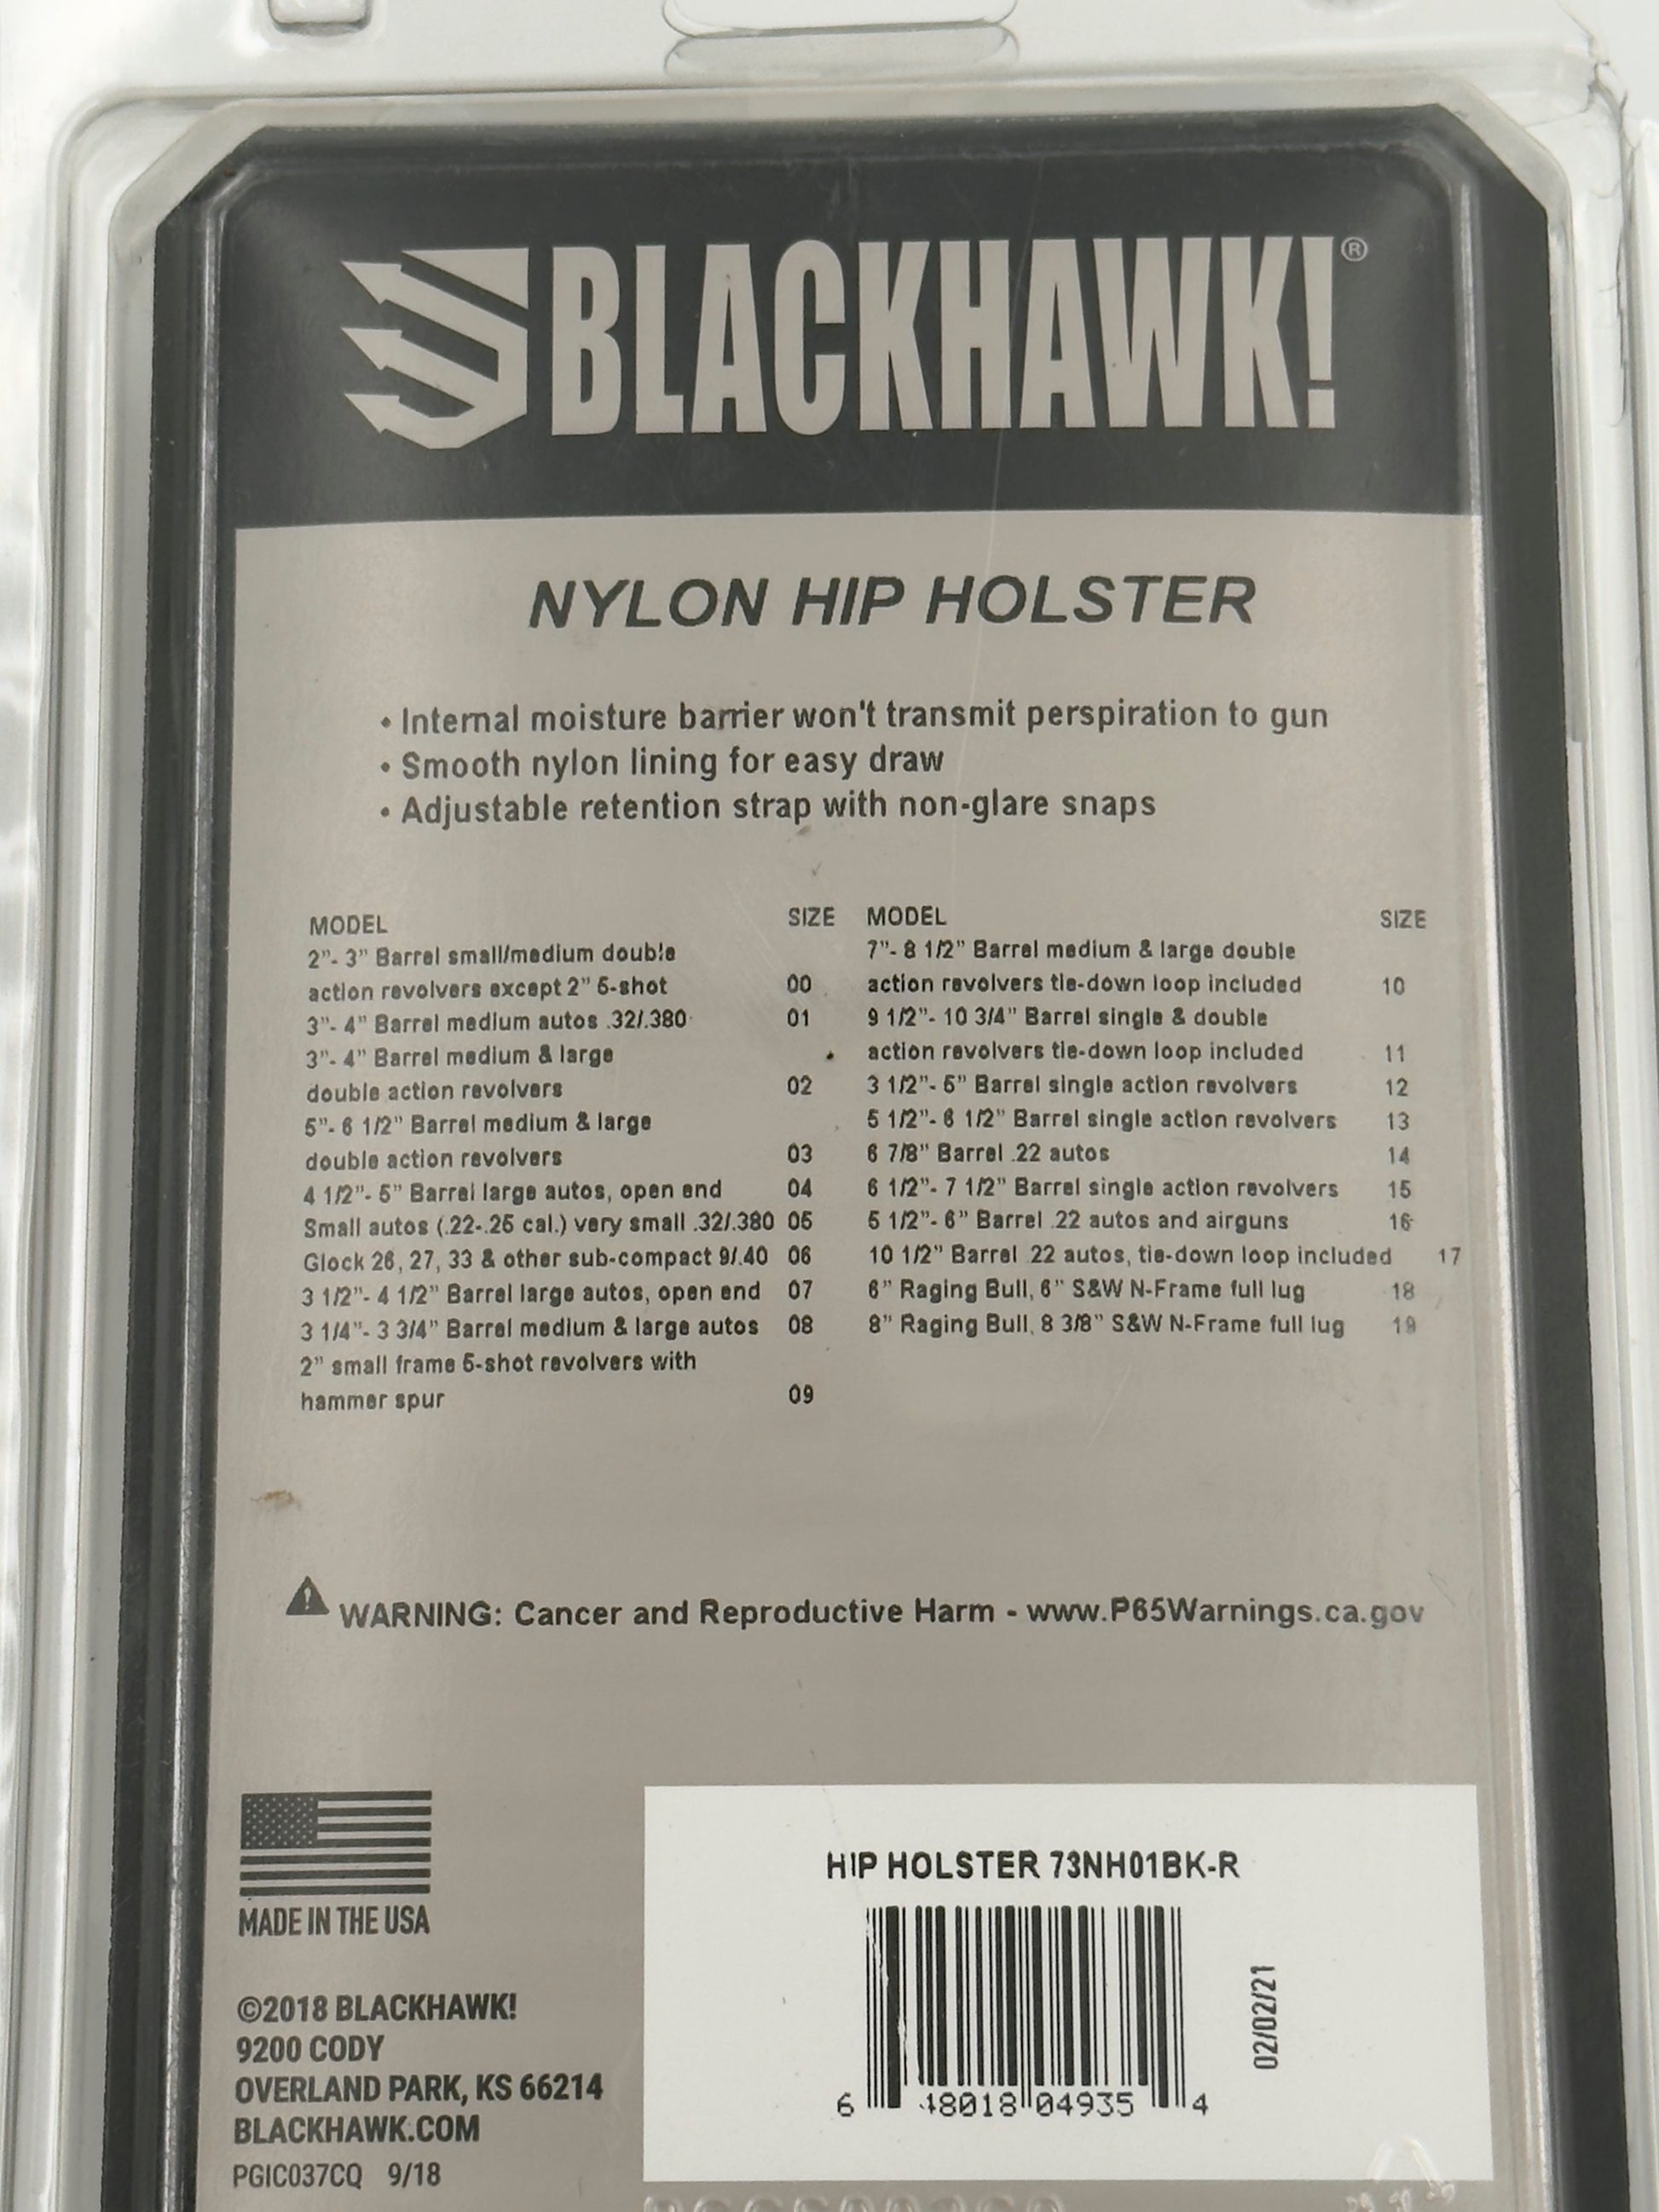 BLACKHAWK!®
NYLON HIP HOLSTER
• Internal moisture barrier won't transmit perspiration to gun
• Smooth nylon lining for easy draw
• Adjustable retention strap with non-glare snaps
MODEL SIZE
2”- 3” Barrel small/medium double
action revolvers except 2” 5-shot 00
3”- 4” Barrel medium autos .32/.380 01
3”- 4” Barrel medium & large
double action revolvers 02
5”- 6 1/2” Barrel medium & large
double action revolvers 03
4 1/2”- 5” Barrel large autos, open end 04
Small autos (.22-.25 cal.) very small .32/.380 05
Glock 26, 27, 33 & other sub-compact 9/.40 06
3 1/2”- 4 1/2” Barrel large autos, open end 07
3 1/4”- 3 3/4” Barrel medium & large autos 08
2” small frame 5-shot revolvers with
hammer spur 09
MODEL SIZE
7”- 8 1/2” Barrel medium & large double
action revolvers tie-down loop included 10
9 1/2”- 10 3/4” Barrel single & double
action revolvers tie-down loop included 11
3 1/2”- 5” Barrel single action revolvers 12
5 1/2”- 6 1/2” Barrel single action revolvers 13
6 7/8” Barrel .22 autos 14
6 1/2”- 7 1/2” Barrel single action revolvers 15
5 1/2”- 6” Barrel .22 autos and airguns 16
10 1/2” Barrel .22 autos, tie-down loop included 17
6” Raging Bull, 6” S&W N-Frame full lug 18
8” Raging Bull, 8 3/8” S&W N-Frame full lug 19
WARNING: Cancer and Reproductive Harm - www.P65Warnings.ca.gov
MADE IN THE USA
©2018 BLACKHAWK!
9200 CODY
OVERLAND PARK, KS 66214
BLACKHAWK.COM
PGIC037CQ 9/18
HIP HOLSTER 73NH01BK-R
02/02/21
6 48018 04935 4